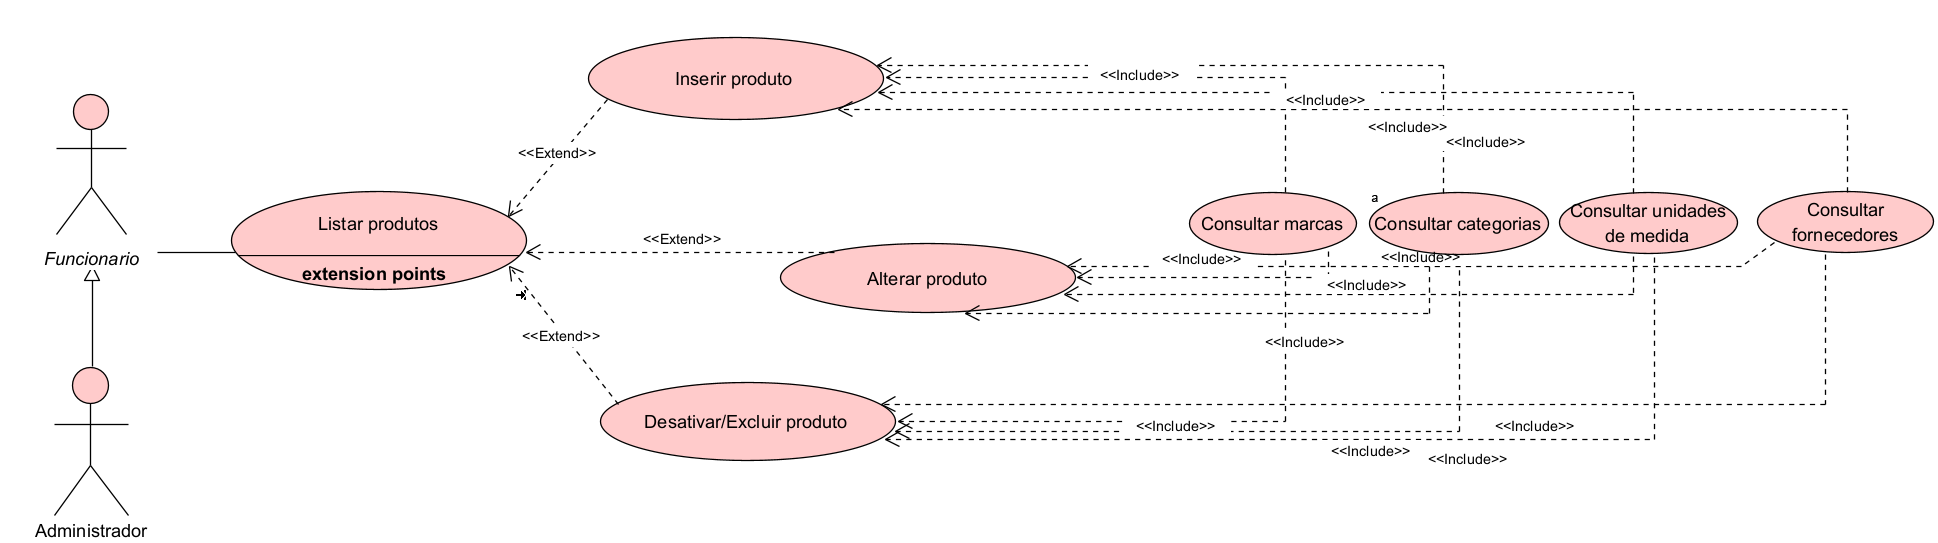 Inserir produto
<<Include>>
<<Include>>
<<Include>>
<<Include>>
<<Extend>>
a
Listar produtos
extension points
Consultar marcas
Consultar categorias
Consultar unidades
de medida
Consultar
fornecedores
Funcionario
<<Extend>>
<<Include>>
<<Include>>
Alterar produto
<<Include>>
<<Extend>>
<<Include>>
Desativar/Excluir produto
<<Include>>
<<Include>>
<<Include>>
<<Include>>
Administrador